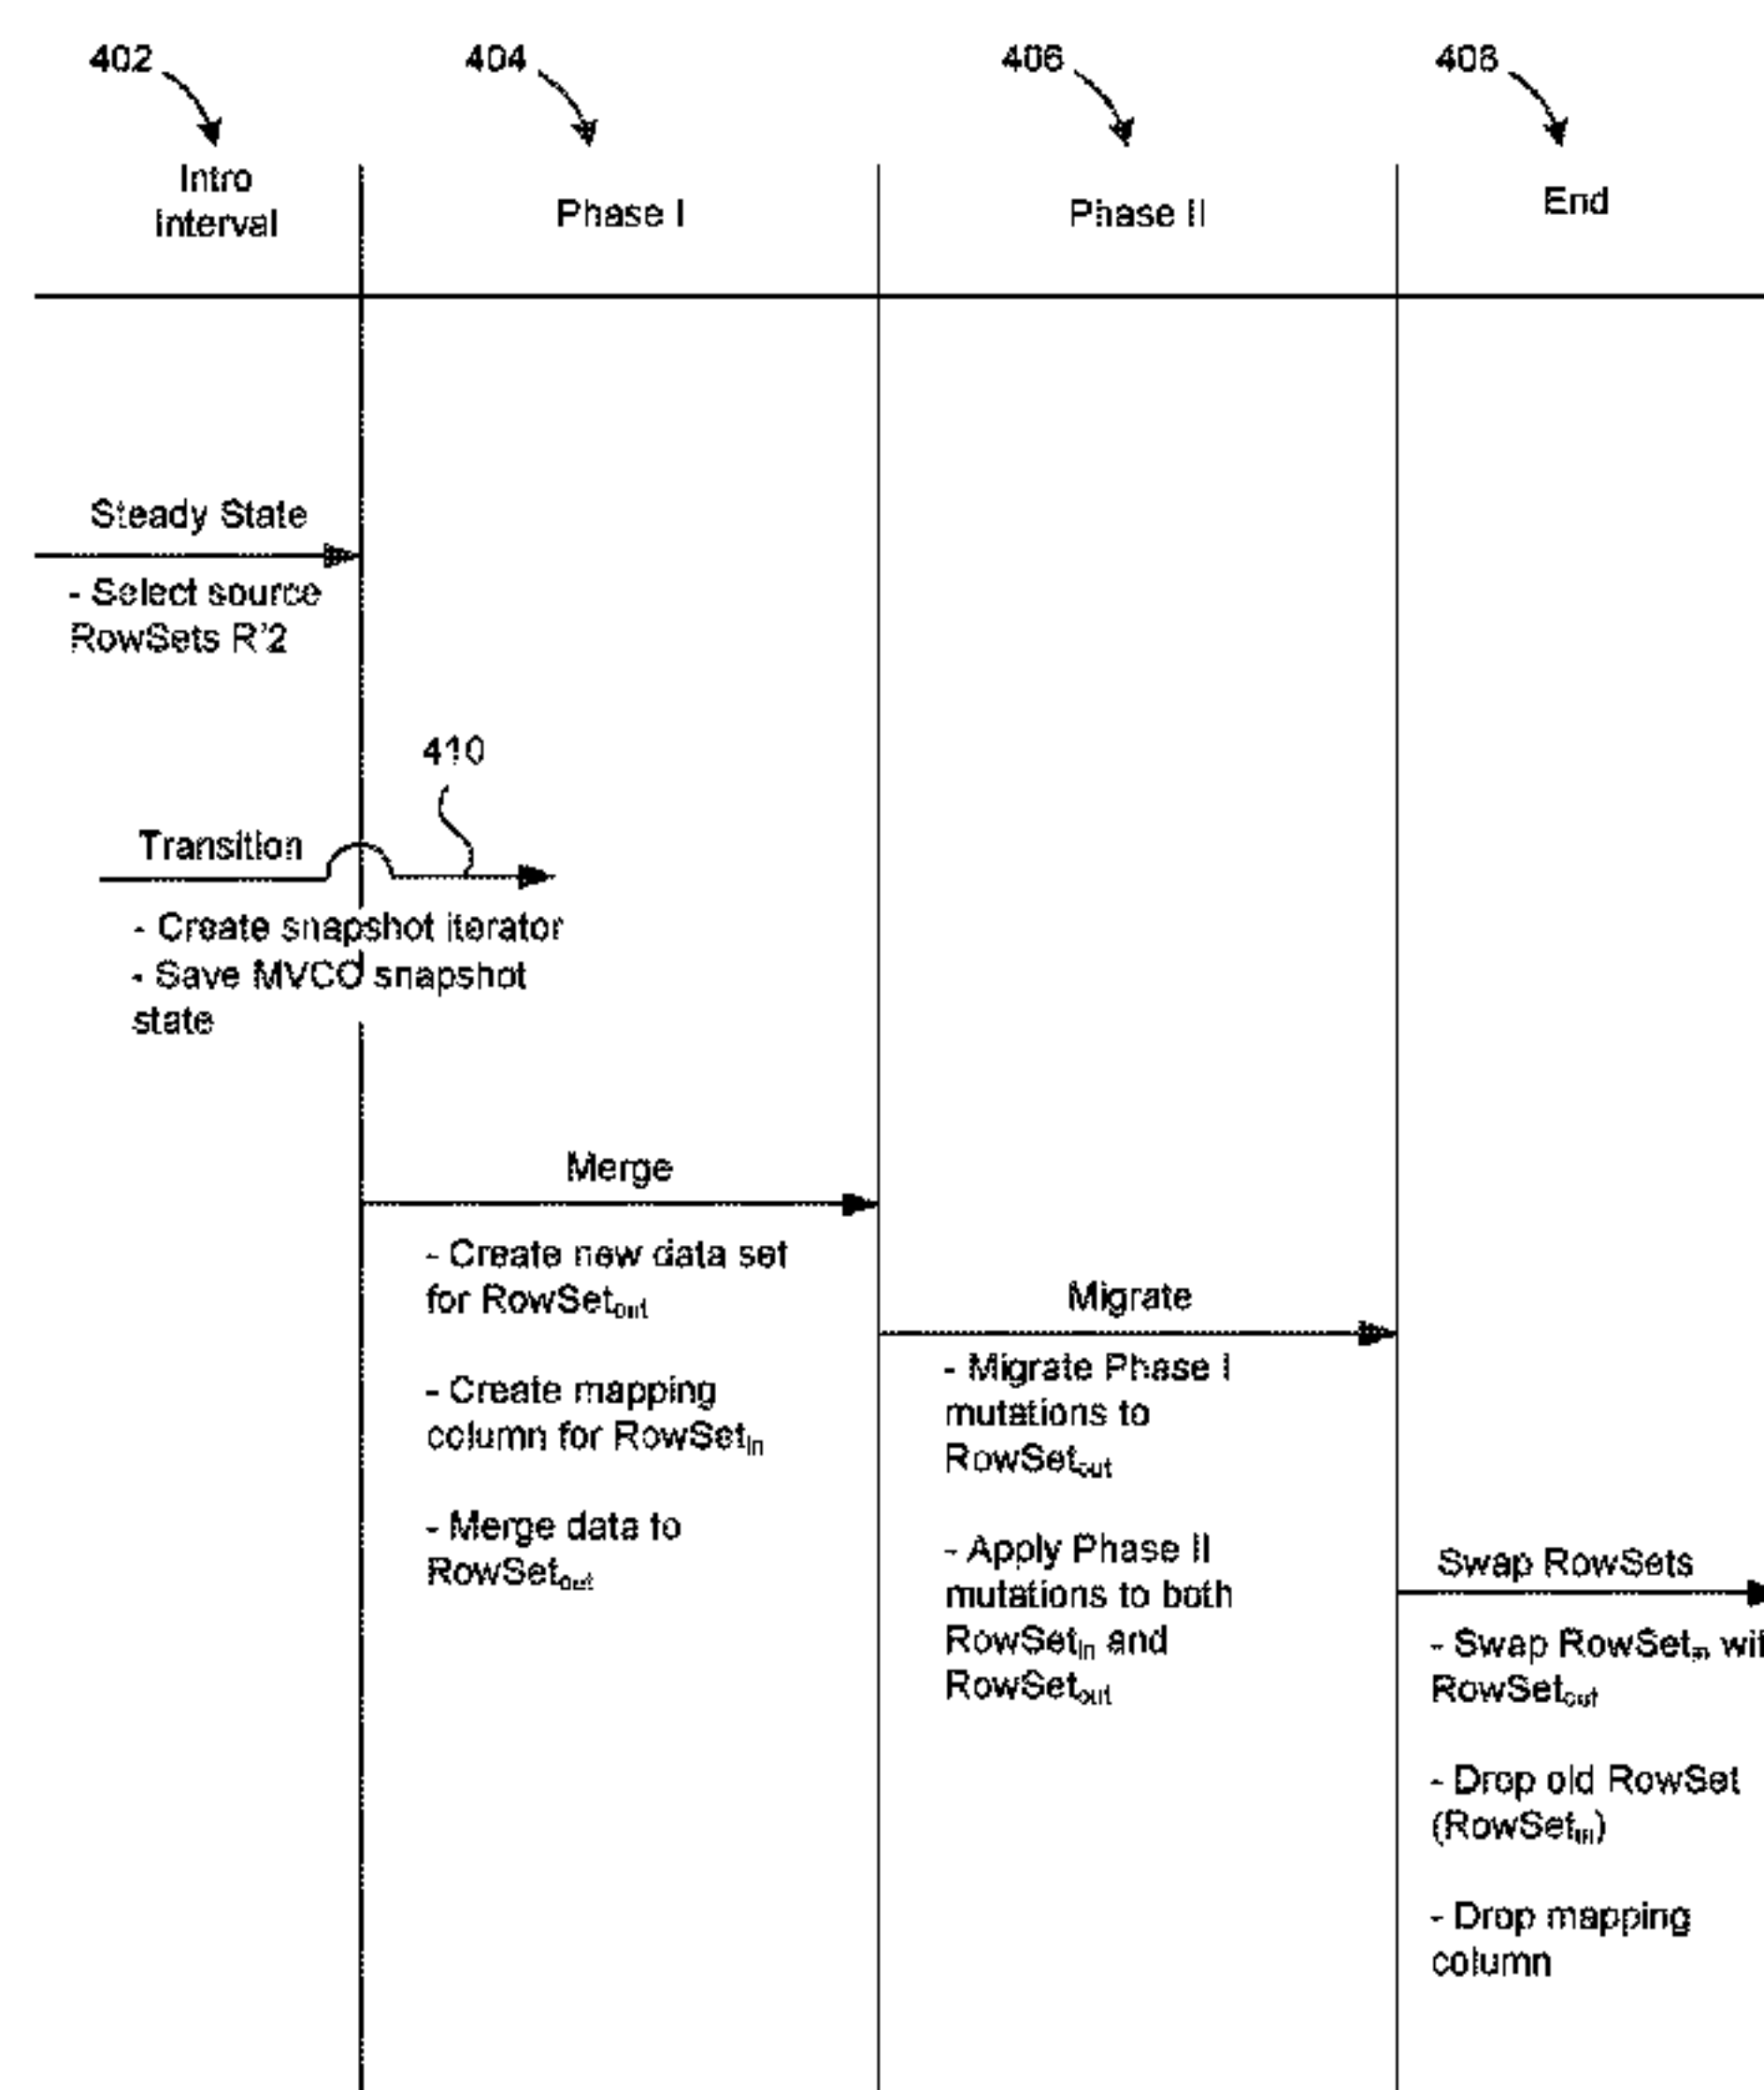 402 404 406 408
Intro
Interval
Phase I
Phase II
End
Steady State
- Select source
RowSets R'2
410
Transition
- Create snapshot iterator
- Save MVCO snapshot
state
Merge
- Create new data set
for RowSetout
- Create mapping
column for RowSetin
- Merge data to
RowSetout
Migrate
- Migrate Phase I
mutations to
RowSetout
- Apply Phase II
mutations to both
RowSetin and
RowSetout
Swap RowSets
- Swap RowSetin
RowSetout
- Drop old RowSet
(RowSetin)
- Drop mapping
column